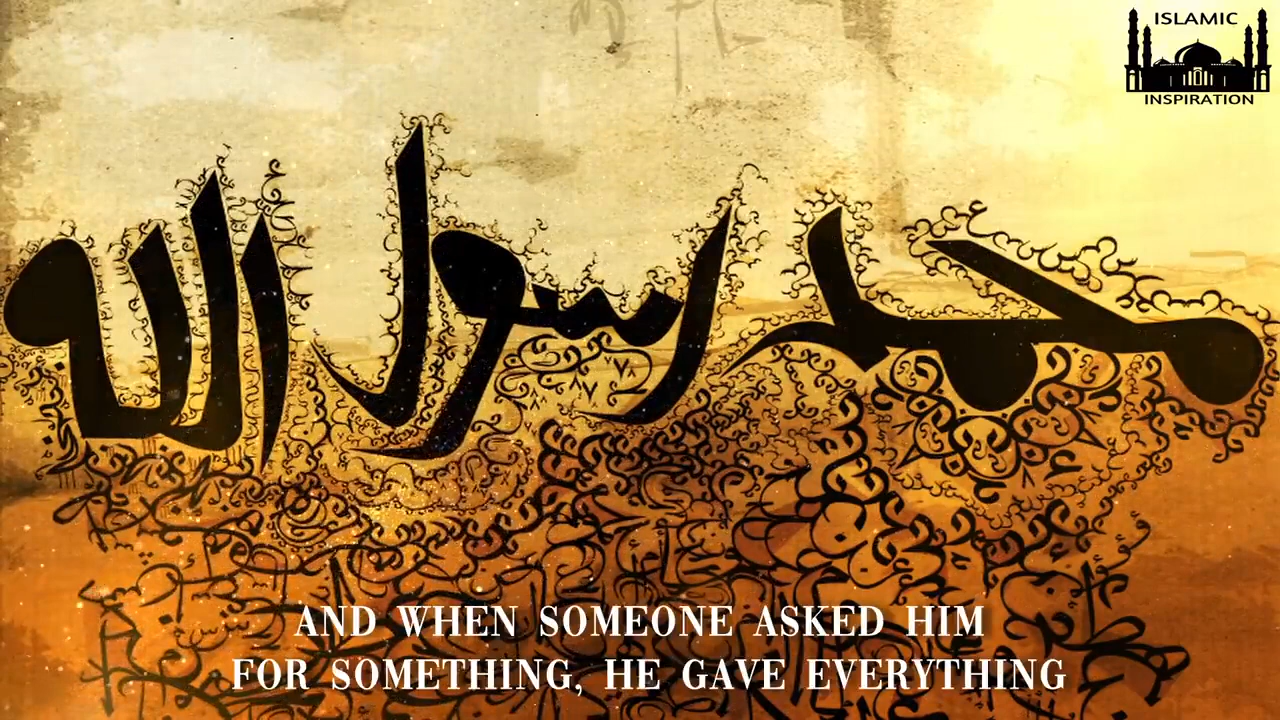 ISLAMIC
INSPIRATION
محمد رسول الله
AND WHEN SOMEONE ASKED HIM
FOR SOMETHING, HE GAVE EVERYTHING